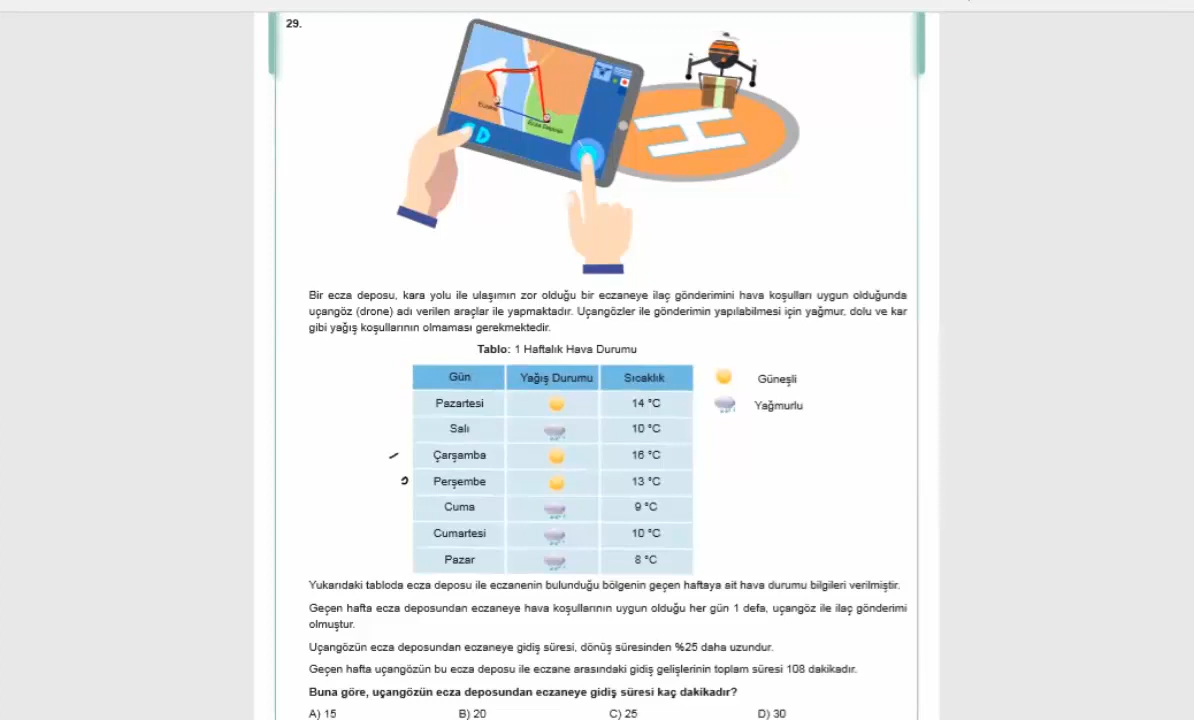 29.
Eczane
Ecza Deposu
H
Bir ecza deposu, kara yolu ile ulaşımın zor olduğu bir eczaneye ilaç gönderimini hava koşulları uygun olduğunda
uçangöz (drone) adı verilen araçlar ile yapmaktadır. Uçangözler ile gönderimin yapılabilmesi için yağmur, dolu ve kar
gibi yağış koşullarının olmaması gerekmektedir.
Tablo: 1 Haftalık Hava Durumu
Gün Yağış Durumu Sıcaklık
Güneşli
Pazartesi 14 °C
Yağmurlu
Salı 10 °C
Çarşamba 16 °C
Perşembe 13 °C
Cuma 9 °C
Cumartesi 10 °C
Pazar 8 °C
Yukarıdaki tabloda ecza deposu ile eczanenin bulunduğu bölgenin geçen haftaya ait hava durumu bilgileri verilmiştir.
Geçen hafta ecza deposundan eczaneye hava koşullarının uygun olduğu her gün 1 defa, uçangöz ile ilaç gönderimi
olmuştur.
Uçangözün ecza deposundan eczaneye gidiş süresi, dönüş süresinden %25 daha uzundur.
Geçen hafta uçangözün bu ecza deposu ile eczane arasındaki gidiş gelişlerinin toplam süresi 108 dakikadır.
Buna göre, uçangözün ecza deposundan eczaneye gidiş süresi kaç dakikadır?
A) 15 B) 20 C) 25 D) 30